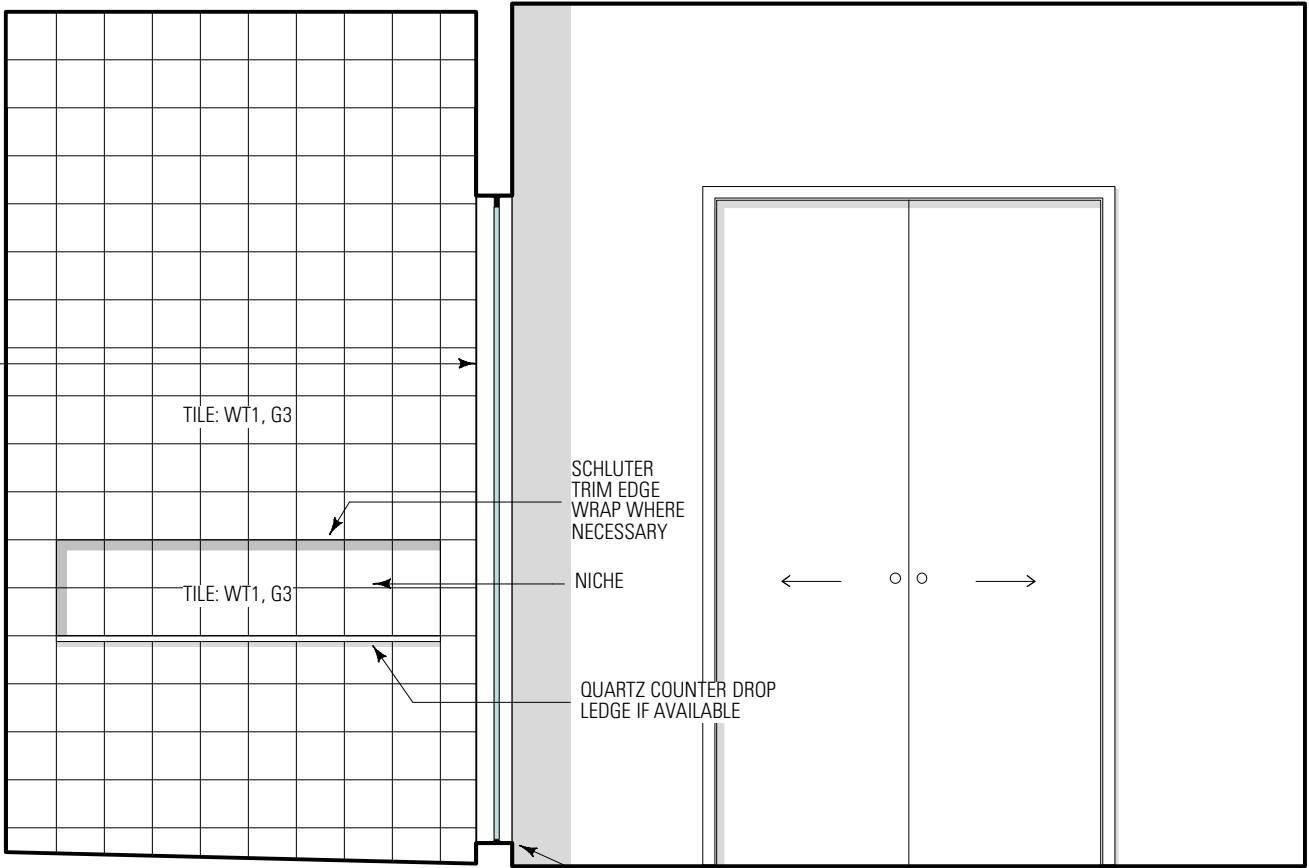 TILE: WT1, G3
SCHLUTER
TRIM EDGE
WRAP WHERE
NECESSARY
NICHE
TILE: WT1, G3
QUARTZ COUNTER DROP
LEDGE IF AVAILABLE